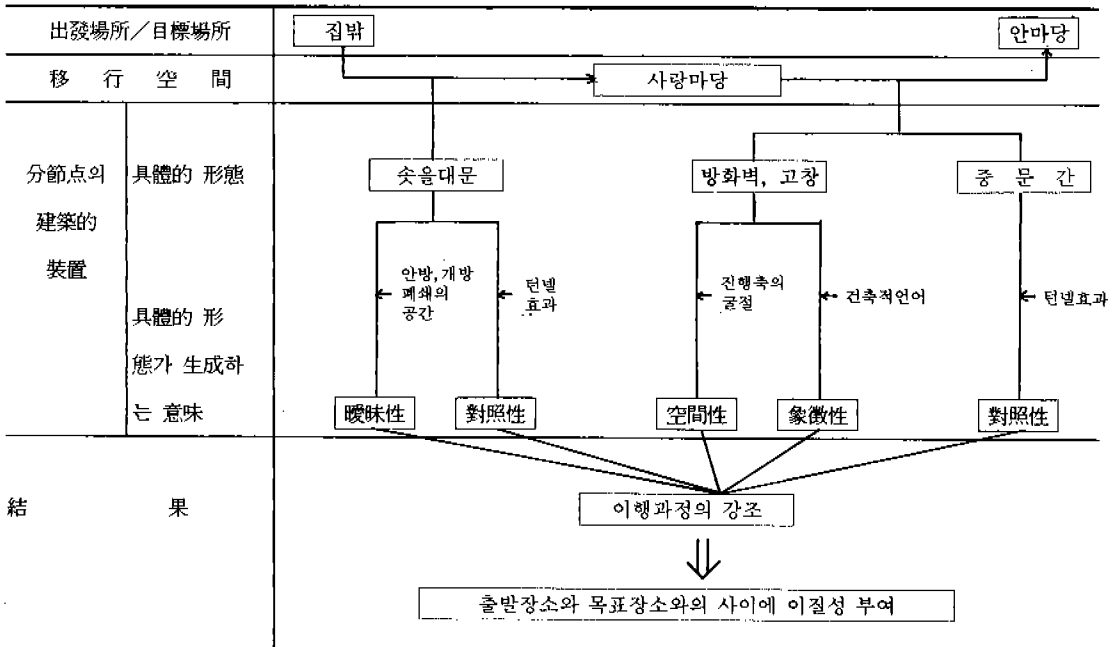 出發場所／目標場所
집밖
안마당
移 行 空 間
사랑마당
分節点의
建築的
裝置
具體的 形態
솟을대문
방화벽, 고창
중 문 간
안방,개방
폐쇄의
공간
턴넬
효과
진행축의
굴절
건축적언어
턴넬효과
具體的 形
態가 生成하
는 意味
曖昧性
對照性
空間性
象徵性
對照性
結 果
이행과정의 강조
출발장소와 목표장소와의 사이에 이질성 부여